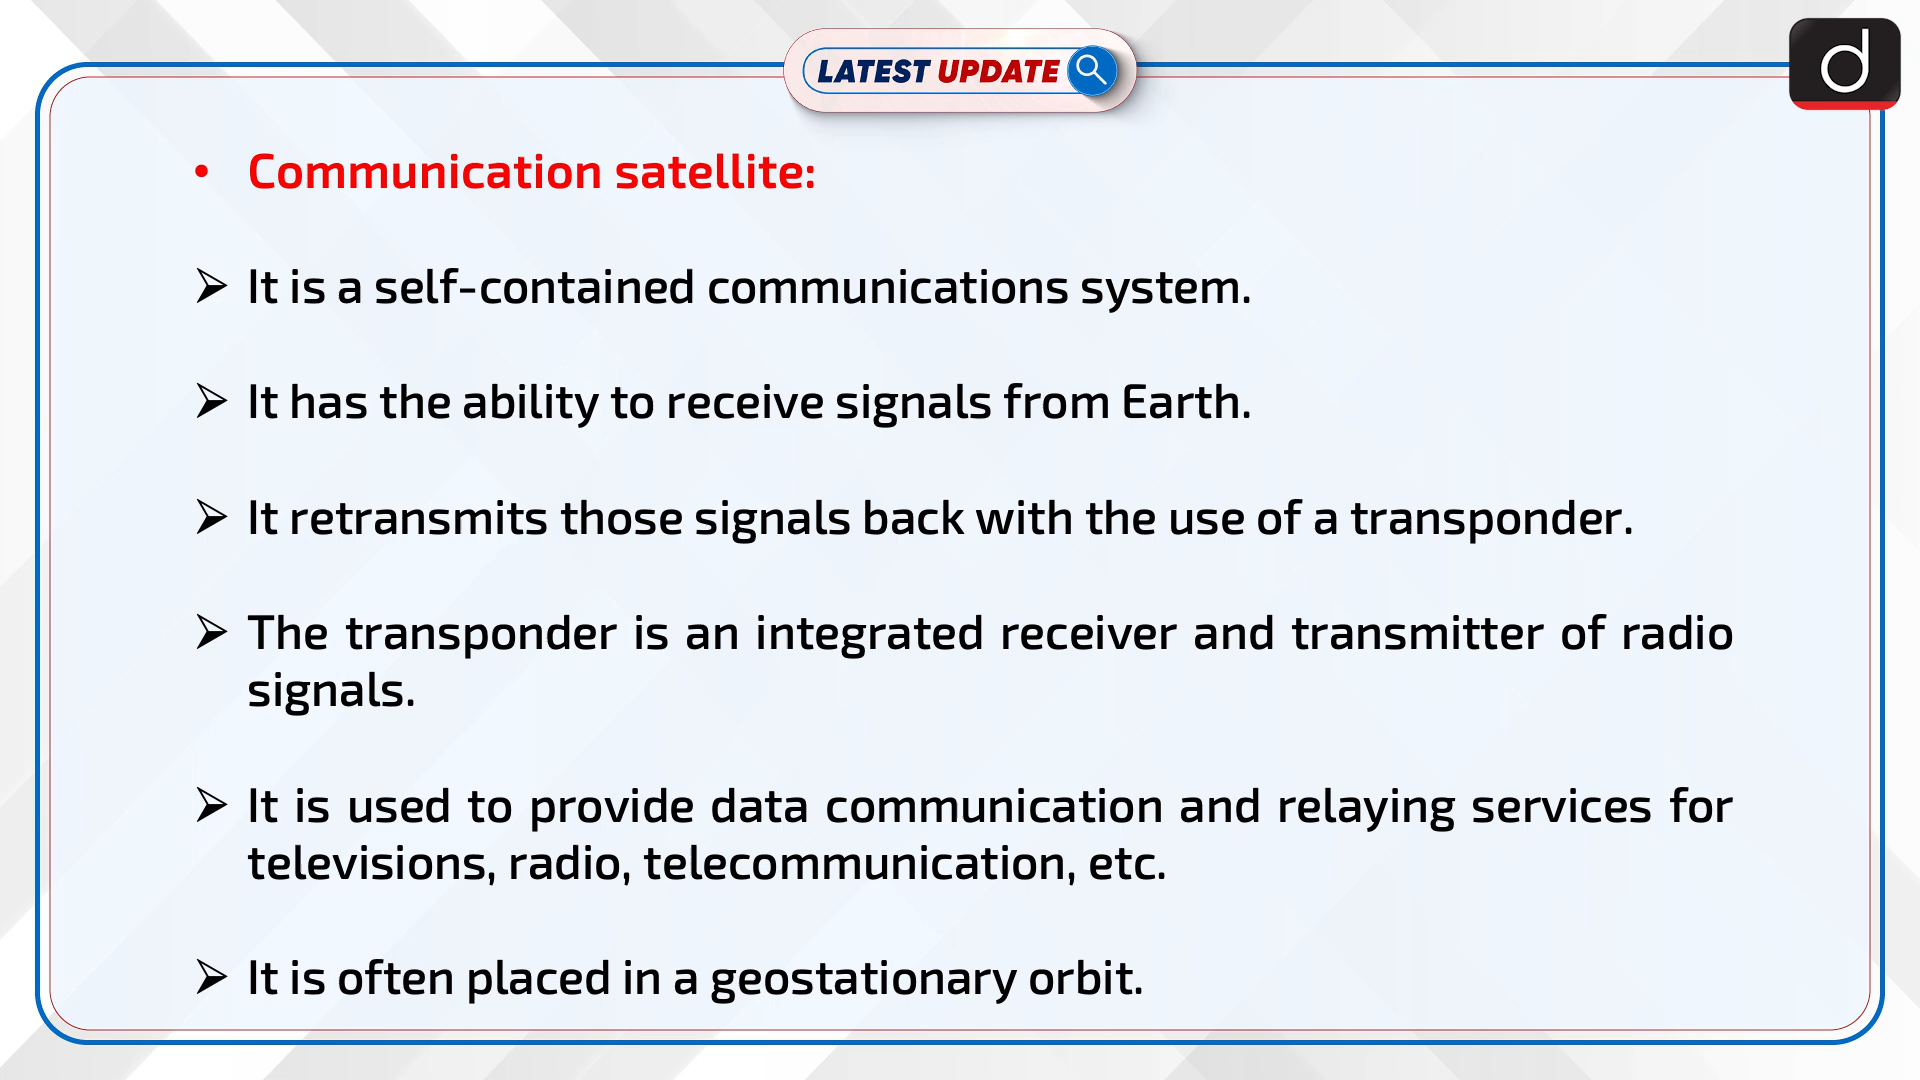 LATEST UPDATE
d
• Communication satellite:
➢ It is a self-contained communications system.
➢ It has the ability to receive signals from Earth.
➢ It retransmits those signals back with the use of a transponder.
➢ The transponder is an integrated receiver and transmitter of radio
signals.
➢ It is used to provide data communication and relaying services for
televisions, radio, telecommunication, etc.
➢ It is often placed in a geostationary orbit.